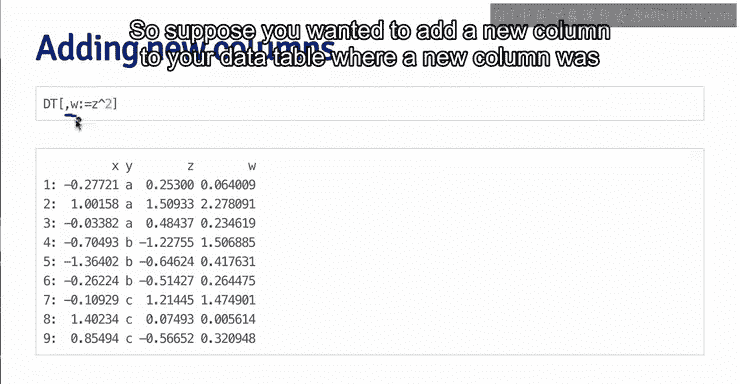 So suppose you wanted to add a new column
to your data table where a new column was
Adding new columns
DT[,w:=z^2]
x y z w
1: -0.27721 a 0.25300 0.064009
2: 1.00158 a 1.50933 2.278091
3: -0.03382 a 0.48437 0.234619
4: -0.70493 b -1.22755 1.506885
5: -1.36402 b -0.64624 0.417631
6: -0.26224 b -0.51427 0.264475
7: -0.10929 c 1.21445 1.474901
8: 1.40234 c 0.07493 0.005614
9: 0.85494 c -0.56652 0.320948